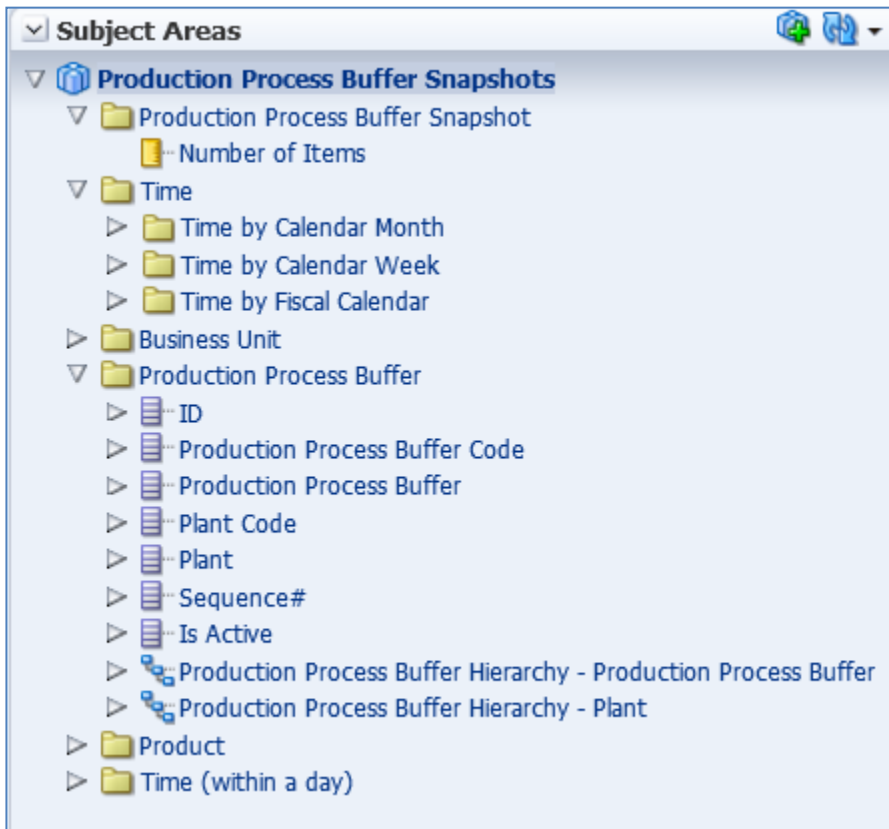 Subject Areas
Production Process Buffer Snapshots
Production Process Buffer Snapshot
Number of Items
Time
Time by Calendar Month
Time by Calendar Week
Time by Fiscal Calendar
Business Unit
Production Process Buffer
ID
Production Process Buffer Code
Production Process Buffer
Plant Code
Plant
Sequence#
Is Active
Production Process Buffer Hierarchy - Production Process Buffer
Production Process Buffer Hierarchy - Plant
Product
Time (within a day)